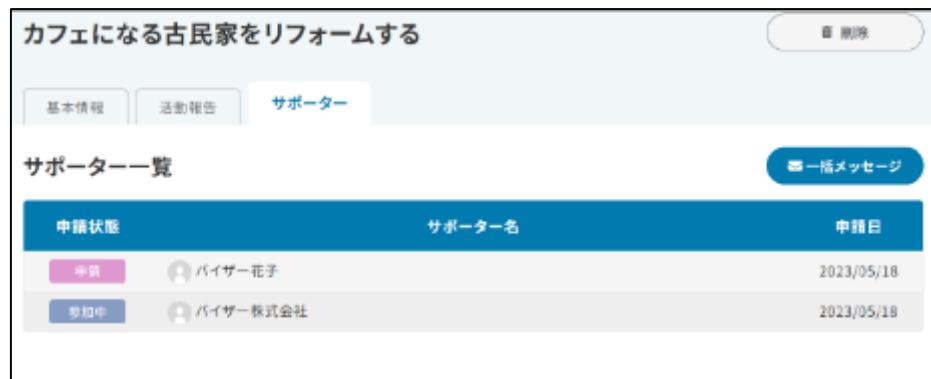 カフェになる古民家をリフォームする
削除
基本情報
活動報告
サポーター
サポーター一覧
一括メッセージ
申請状態 サポーター名 申請日
申請 バイザー花子 2023/05/18
参加中 バイザー株式会社 2023/05/18